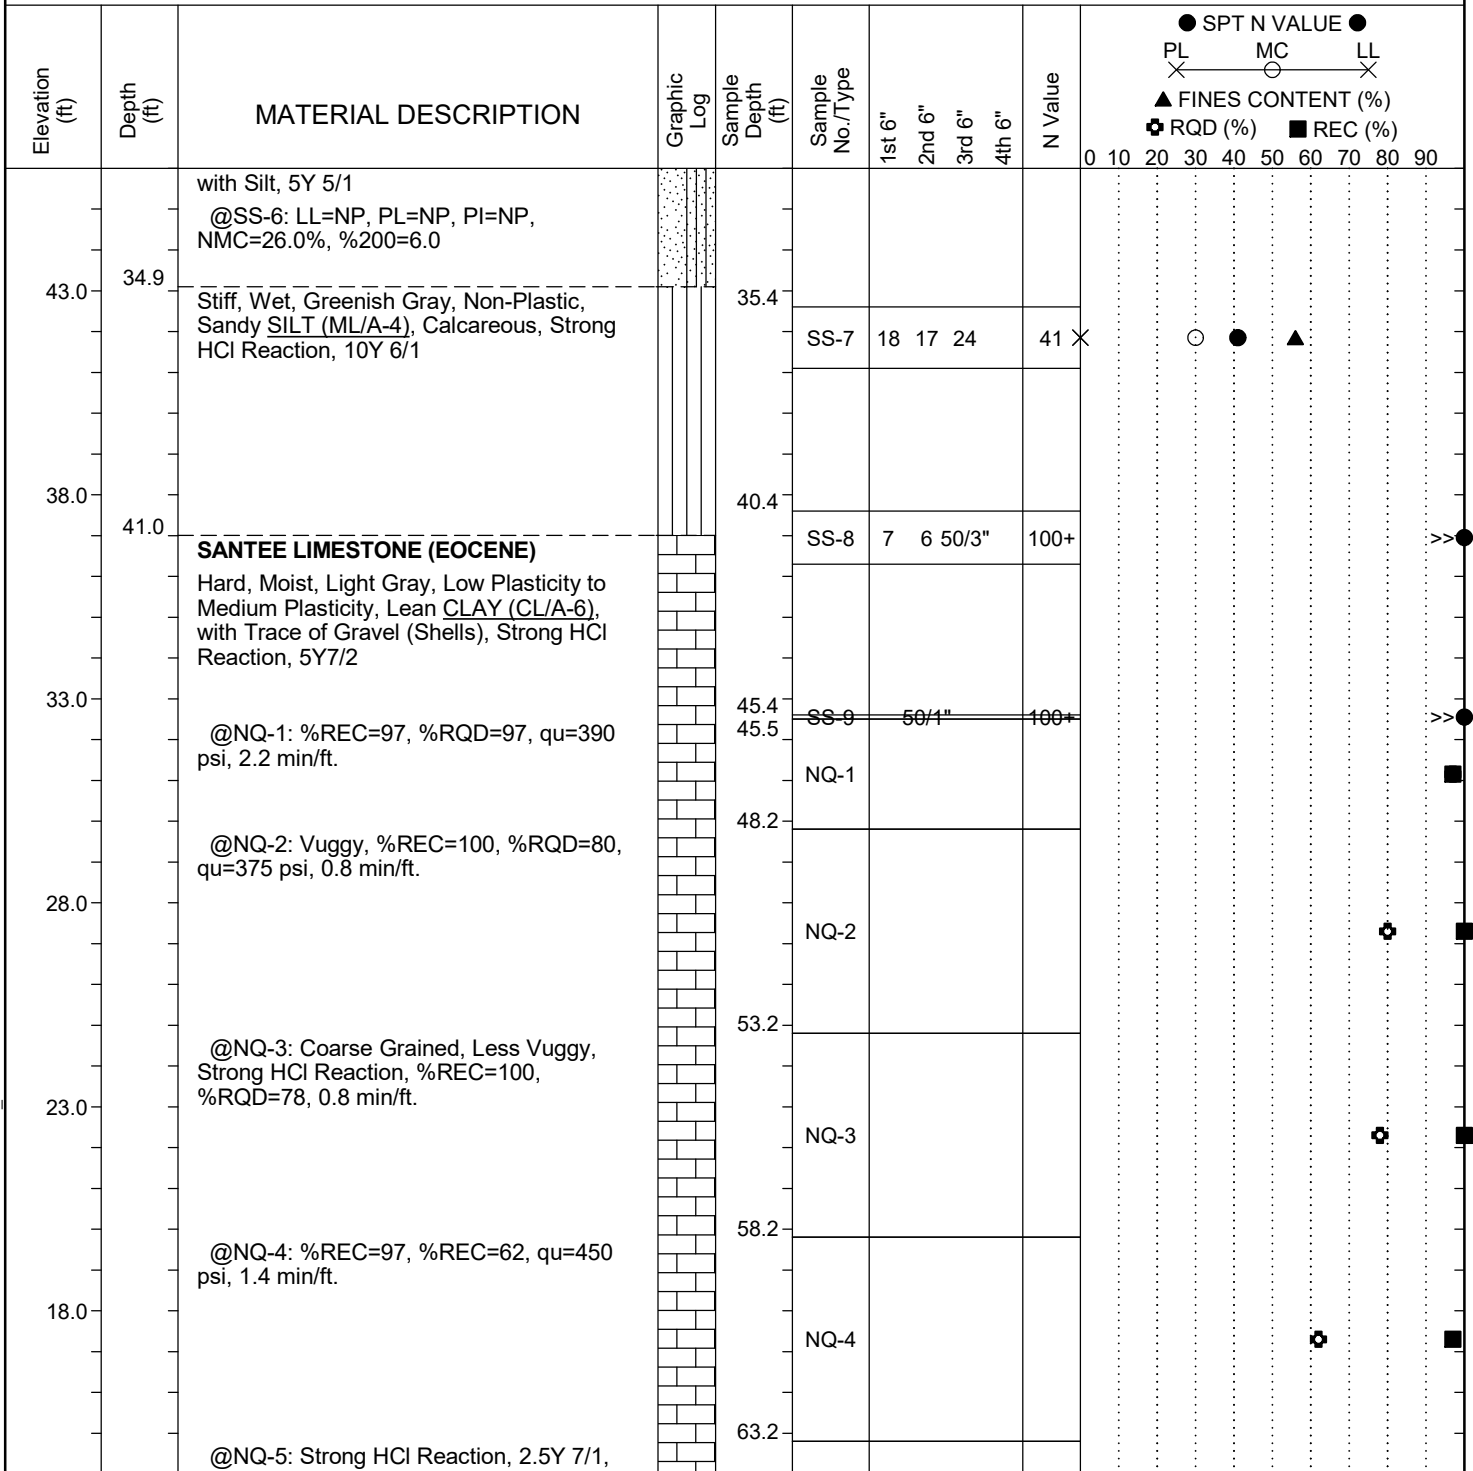 ● SPT N VALUE ●
PL MC LL
▲ FINES CONTENT (%)
RQD (%) ■ REC (%)
0 10 20 30 40 50 60 70 80 90
Elevation (ft)
Depth (ft)
MATERIAL DESCRIPTION
Graphic Log
Sample Depth (ft)
Sample No./Type
1st 6"
2nd 6"
3rd 6"
4th 6"
N Value
with Silt, 5Y 5/1
@SS-6: LL=NP, PL=NP, PI=NP,
NMC=26.0%, %200=6.0
34.9
43.0
Stiff, Wet, Greenish Gray, Non-Plastic,
Sandy SILT (ML/A-4), Calcareous, Strong
HCl Reaction, 10Y 6/1
35.4
SS-7 18 17 24 41
38.0
40.4
41.0
SS-8 7 6 50/3" 100+ >>
SANTEE LIMESTONE (EOCENE)
Hard, Moist, Light Gray, Low Plasticity to
Medium Plasticity, Lean CLAY (CL/A-6),
with Trace of Gravel (Shells), Strong HCl
Reaction, 5Y7/2
33.0
45.4
SS-9 50/1" 100+ >>
45.5
@NQ-1: %REC=97, %RQD=97, qu=390
psi, 2.2 min/ft.
NQ-1
48.2
@NQ-2: Vuggy, %REC=100, %RQD=80,
qu=375 psi, 0.8 min/ft.
28.0
NQ-2
53.2
@NQ-3: Coarse Grained, Less Vuggy,
Strong HCl Reaction, %REC=100,
%RQD=78, 0.8 min/ft.
23.0
NQ-3
58.2
@NQ-4: %REC=97, %REC=62, qu=450
psi, 1.4 min/ft.
18.0
NQ-4
63.2
@NQ-5: Strong HCl Reaction, 2.5Y 7/1,